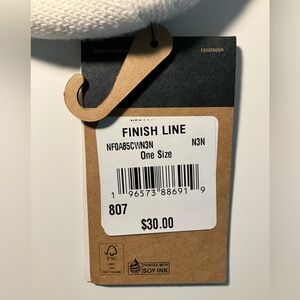 FINISH LINE
NF0A85CWN3N N3N
One Size
1 96573 88691 9
807
$30.00
FSC
PRINTED WITH
SOY INK